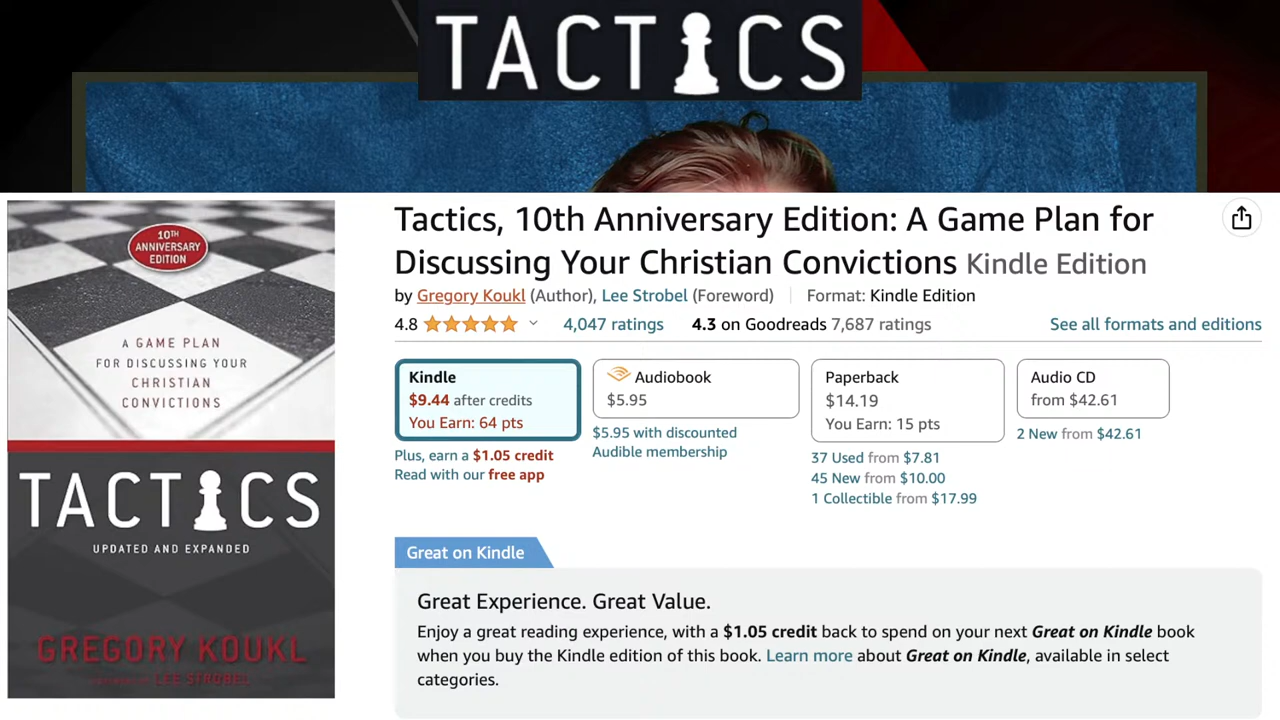 TACTICS
10TH
ANNIVERSARY
EDITION
A GAME PLAN
FOR DISCUSSING YOUR
CHRISTIAN
CONVICTIONS
TACTICS
UPDATED AND EXPANDED
GREGORY KOUKL
LEE STROBEL
Tactics, 10th Anniversary Edition: A Game Plan for
Discussing Your Christian Convictions Kindle Edition
by Gregory Koukl (Author), Lee Strobel (Foreword) Format: Kindle Edition
4.8 4,047 ratings 4.3 on Goodreads 7,687 ratings See all formats and editions
Kindle
$9.44 after credits
You Earn: 64 pts
Plus, earn a $1.05 credit
Read with our free app
Audiobook
$5.95
$5.95 with discounted
Audible membership
Paperback
$14.19
You Earn: 15 pts
37 Used from $7.81
45 New from $10.00
1 Collectible from $17.99
Audio CD
from $42.61
2 New from $42.61
Great on Kindle
Great Experience. Great Value.
Enjoy a great reading experience, with a $1.05 credit back to spend on your next Great on Kindle book
when you buy the Kindle edition of this book. Learn more about Great on Kindle, available in select
categories.